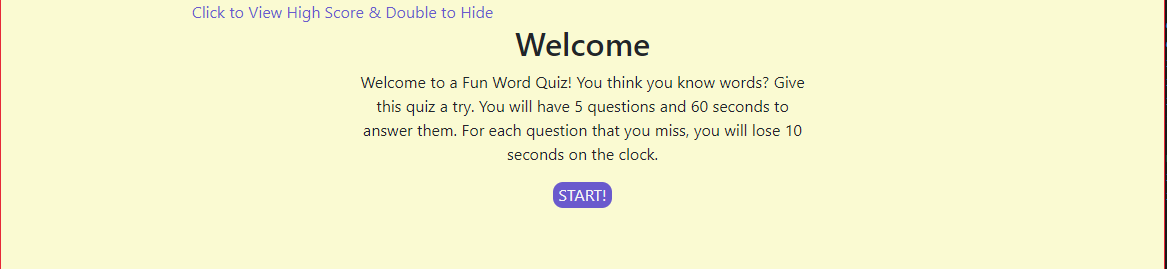 Click to View High Score & Double to Hide
Welcome
Welcome to a Fun Word Quiz! You think you know words? Give
this quiz a try. You will have 5 questions and 60 seconds to
answer them. For each question that you miss, you will lose 10
seconds on the clock.
START!